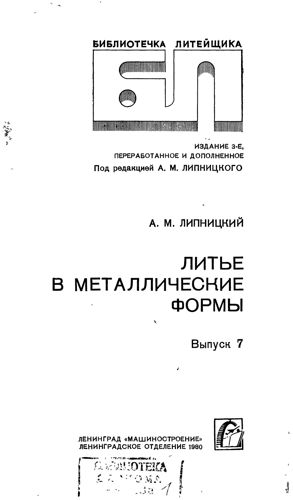 БИБЛИОТЕЧКА ЛИТЕЙЩИКА
БЛ
ИЗДАНИЕ 3-Е,
ПЕРЕРАБОТАННОЕ И ДОПОЛНЕННОЕ
Под редакцией А. М. ЛИПНИЦКОГО
А. М. ЛИПНИЦКИЙ
ЛИТЬЕ
В МЕТАЛЛИЧЕСКИЕ
ФОРМЫ
Выпуск 7
ЛЕНИНГРАД «МАШИНОСТРОЕНИЕ»
ЛЕНИНГРАДСКОЕ ОТДЕЛЕНИЕ 1980
БИБЛИОТЕКА